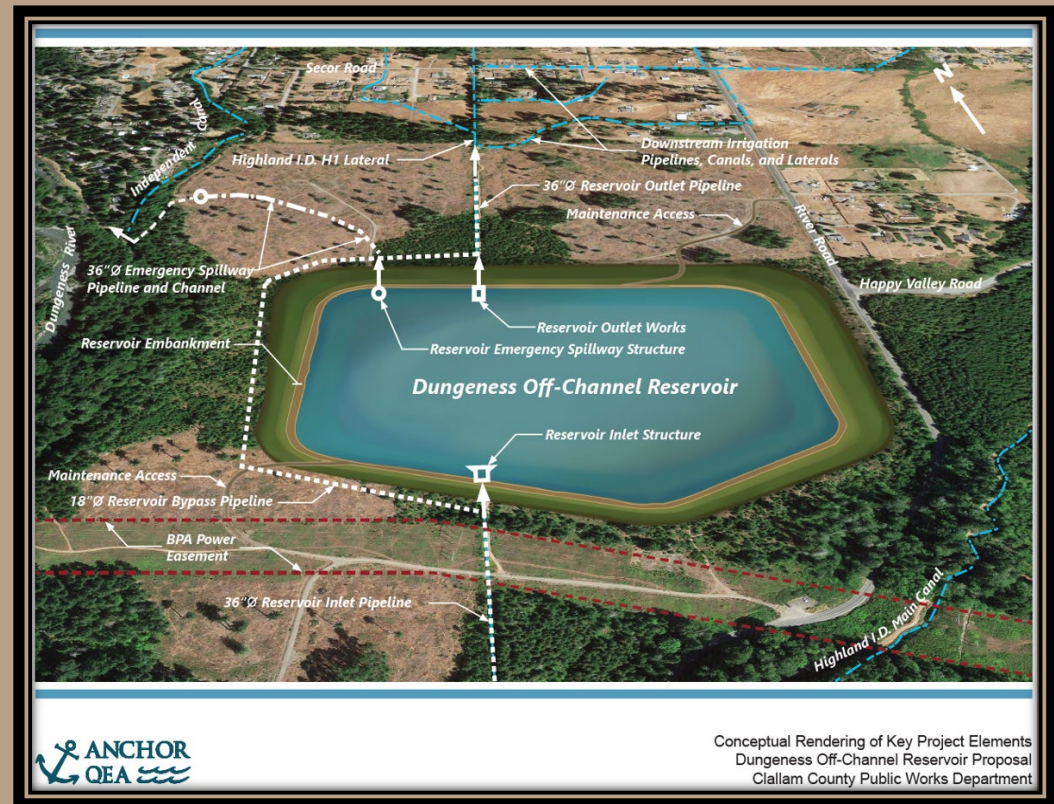 Secor Road
N
Independent Canal
Highland I.D. H1 Lateral
Downstream Irrigation
Pipelines, Canals, and Laterals
36"Ø Reservoir Outlet Pipeline
Maintenance Access
River Road
Dungeness River
36"Ø Emergency Spillway
Pipeline and Channel
Happy Valley Road
Reservoir Outlet Works
Reservoir Embankment
Reservoir Emergency Spillway Structure
Dungeness Off-Channel Reservoir
Reservoir Inlet Structure
Maintenance Access
18"Ø Reservoir Bypass Pipeline
BPA Power
Easement
36"Ø Reservoir Inlet Pipeline
Highland I.D. Main Canal
ANCHOR
QEA
Conceptual Rendering of Key Project Elements
Dungeness Off-Channel Reservoir Proposal
Clallam County Public Works Department